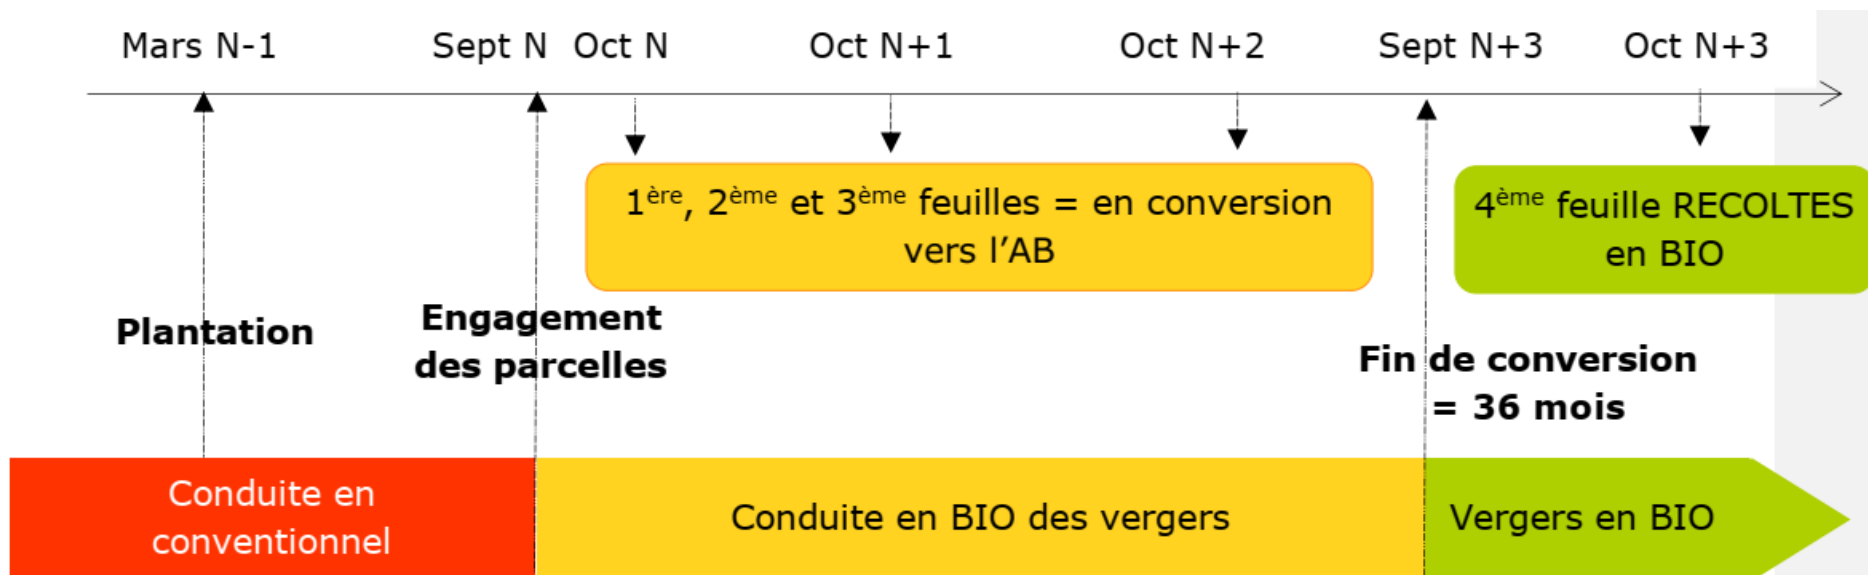 Mars N-1 Sept N Oct N Oct N+1 Oct N+2 Sept N+3 Oct N+3
1ère, 2ème et 3ème feuilles = en conversion
vers l’AB
4ème feuille RECOLTES
en BIO
Plantation
Engagement
des parcelles
Fin de conversion
= 36 mois
Conduite en
conventionnel
Conduite en BIO des vergers
Vergers en BIO